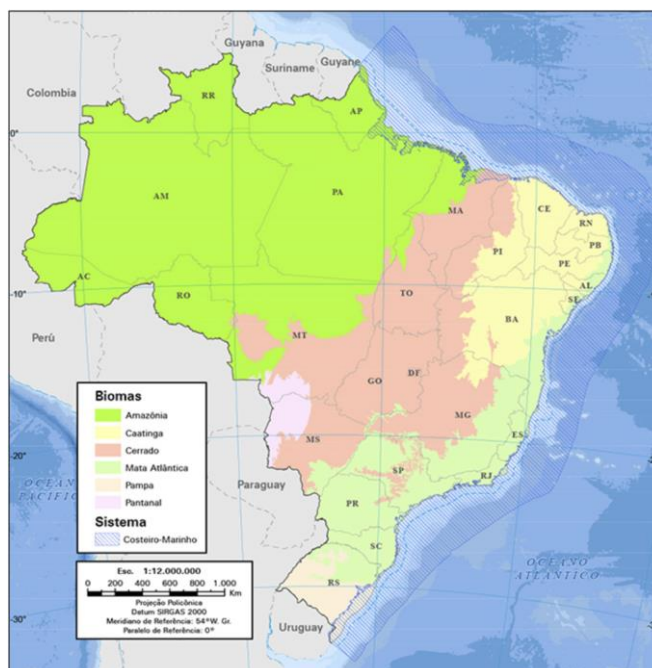 Guyana
Suriname
Guyane
Colombia
RR
AP
0°
AM
PA
MA
CE
RN
PB
PI
PE
AC
AL
SE
-10°
RO
TO
BA
Perú
MT
DF
GO
Biomas
Amazônia
Caatinga
Cerrado
Mata Atlântica
Pampa
Pantanal
Sistema
Costeiro-Marinho
MG
MS
ES
-20°
SP
RJ
OCEANO
PACÍFICO
Paraguay
PR
SC
OCEANO
ATLÂNTICO
Esc. 1:12.000.000
0 200 400 600 800 1.000
Km
Projeção Policônica
Datum SIRGAS 2000
Meridiano de Referência: 54°W. Gr.
Paralelo de Referência: 0°
RS
Uruguay
-30°